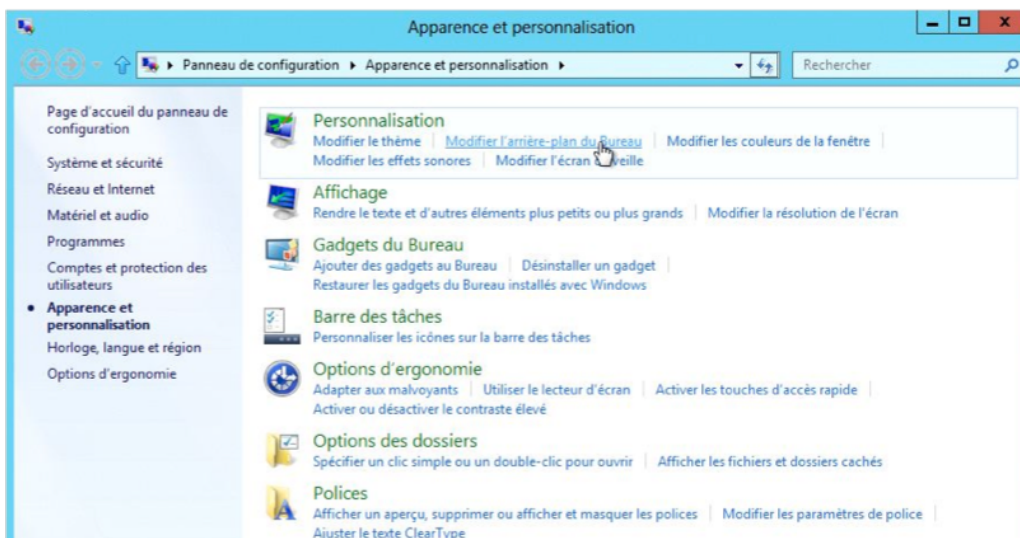 Apparence et personnalisation
Panneau de configuration Apparence et personnalisation
Rechercher
Page d'accueil du panneau de
configuration
Système et sécurité
Réseau et Internet
Matériel et audio
Programmes
Comptes et protection des
utilisateurs
Apparence et
personnalisation
Horloge, langue et région
Options d'ergonomie
Personnalisation
Modifier le thème Modifier l'arrière-plan du Bureau Modifier les couleurs de la fenêtre
Modifier les effets sonores Modifier l'écran de veille
Affichage
Rendre le texte et d'autres éléments plus petits ou plus grands Modifier la résolution de l'écran
Gadgets du Bureau
Ajouter des gadgets au Bureau Désinstaller un gadget
Restaurer les gadgets du Bureau installés avec Windows
Barre des tâches
Personnaliser les icônes sur la barre des tâches
Options d'ergonomie
Adapter aux malvoyants Utiliser le lecteur d'écran Activer les touches d'accès rapide
Activer ou désactiver le contraste élevé
Options des dossiers
Spécifier un clic simple ou un double-clic pour ouvrir Afficher les fichiers et dossiers cachés
Polices
Afficher un aperçu, supprimer ou afficher et masquer les polices Modifier les paramètres de police
Ajuster le texte ClearType